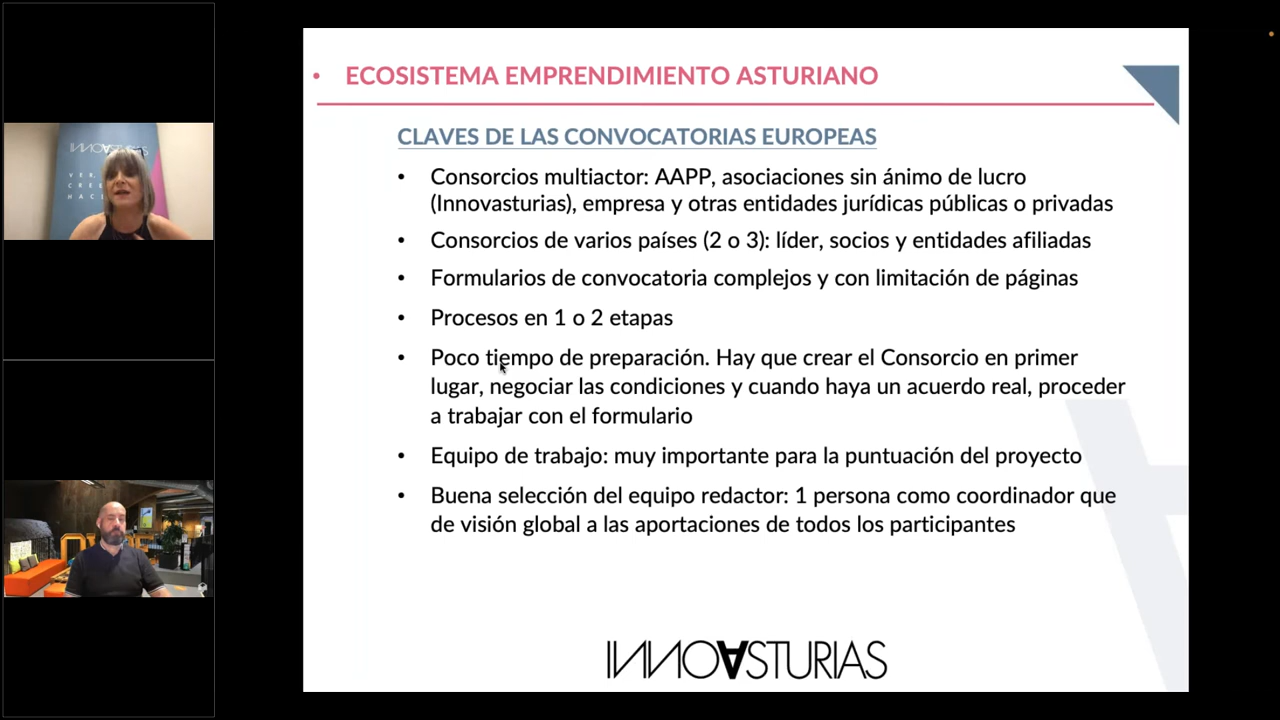 • ECOSISTEMA EMPRENDIMIENTO ASTURIANO
CLAVES DE LAS CONVOCATORIAS EUROPEAS
• Consorcios multiactor: AAPP, asociaciones sin ánimo de lucro
(Innovasturias), empresa y otras entidades jurídicas públicas o privadas
• Consorcios de varios países (2 o 3): líder, socios y entidades afiliadas
• Formularios de convocatoria complejos y con limitación de páginas
• Procesos en 1 o 2 etapas
• Poco tiempo de preparación. Hay que crear el Consorcio en primer
lugar, negociar las condiciones y cuando haya un acuerdo real, proceder
a trabajar con el formulario
• Equipo de trabajo: muy importante para la puntuación del proyecto
• Buena selección del equipo redactor: 1 persona como coordinador que
de visión global a las aportaciones de todos los participantes
INNOVASTURIAS